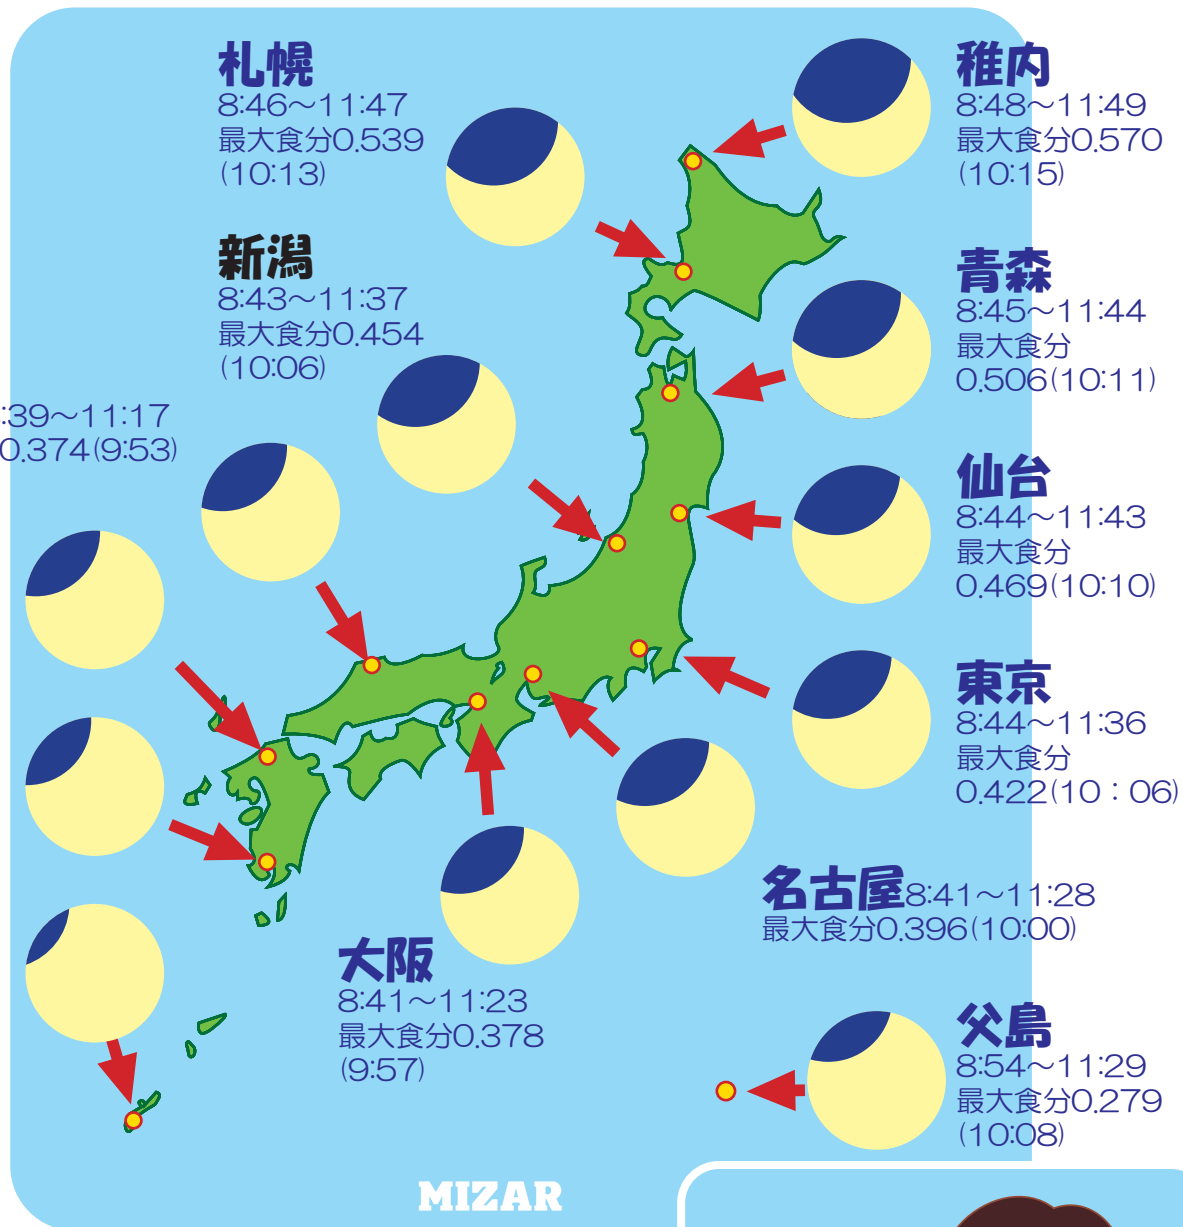 札幌
8:46～11:47
最大食分0.539
(10:13)
稚内
8:48～11:49
最大食分0.570
(10:15)
新潟
8:43～11:37
最大食分0.454
(10:06)
青森
8:45～11:44
最大食分
0.506(10:11)
:39～11:17
0.374(9:53)
仙台
8:44～11:43
最大食分
0.469(10:10)
東京
8:44～11:36
最大食分
0.422(10：06)
名古屋8:41～11:28
最大食分0.396(10:00)
大阪
8:41～11:23
最大食分0.378
(9:57)
父島
8:54～11:29
最大食分0.279
(10:08)
MIZAR